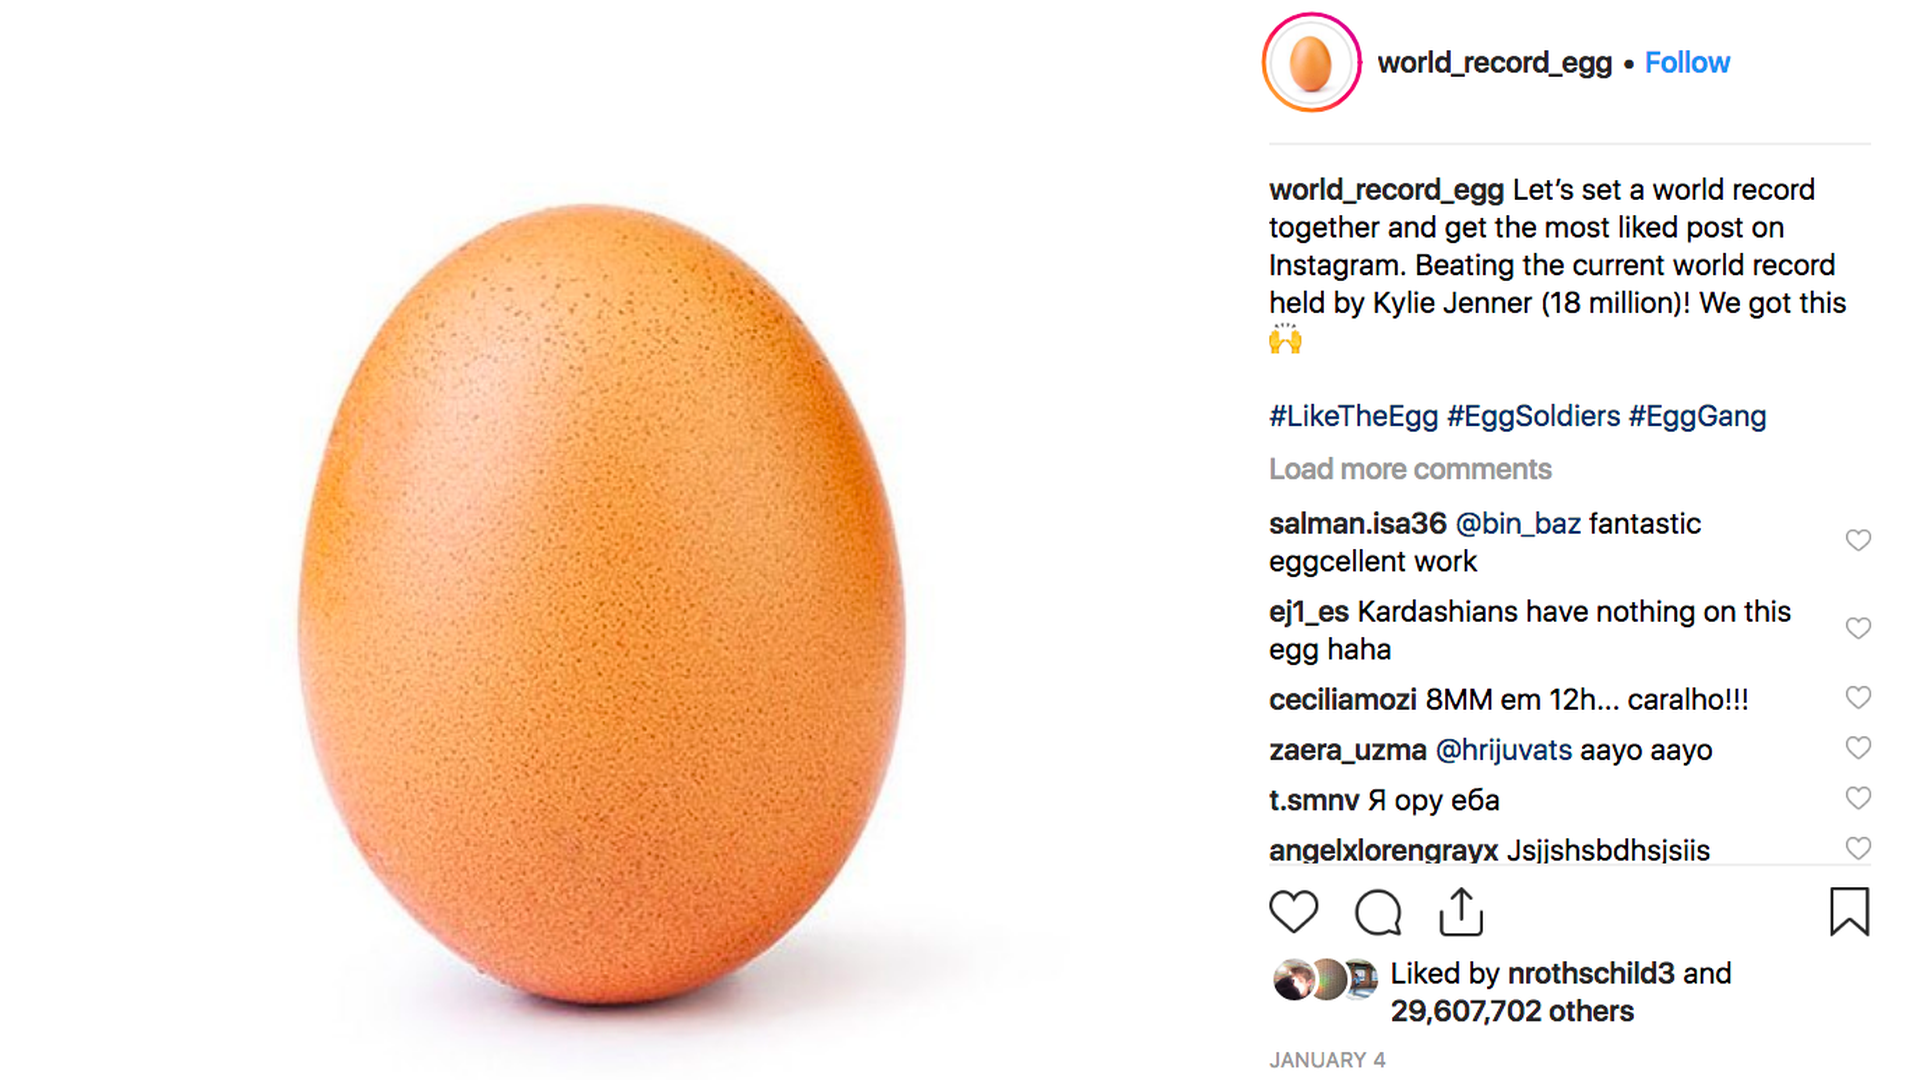 world_record_egg • Follow
world_record_egg Let’s set a world record
together and get the most liked post on
Instagram. Beating the current world record
held by Kylie Jenner (18 million)! We got this
🙌
#LikeTheEgg #EggSoldiers #EggGang
Load more comments
salman.isa36 @bin_baz fantastic
eggcellent work
ej1_es Kardashians have nothing on this
egg haha
ceciliamozi 8MM em 12h... caralho!!!
zaera_uzma @hrijuvats aayo aayo
t.smnv Я ору еба
angelxlorengrayx Jsjjshsbdhsjsiis
Liked by nrothschild3 and
29,607,702 others
JANUARY 4